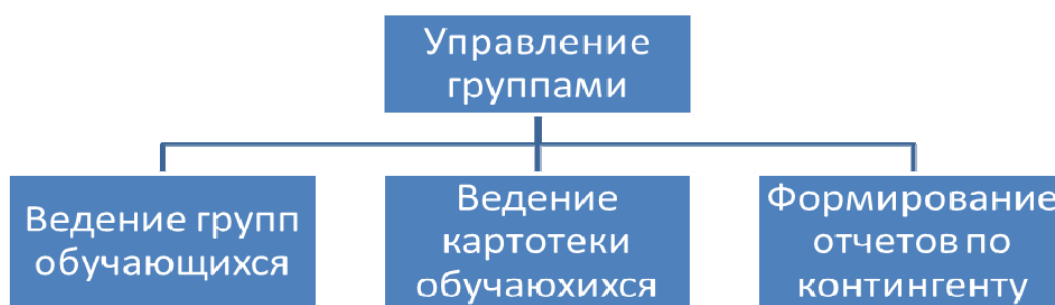 Управление
группами
Ведение групп
обучающихся
Ведение
картотеки
обучаюхихся
Формирование
отчетов по
контингенту